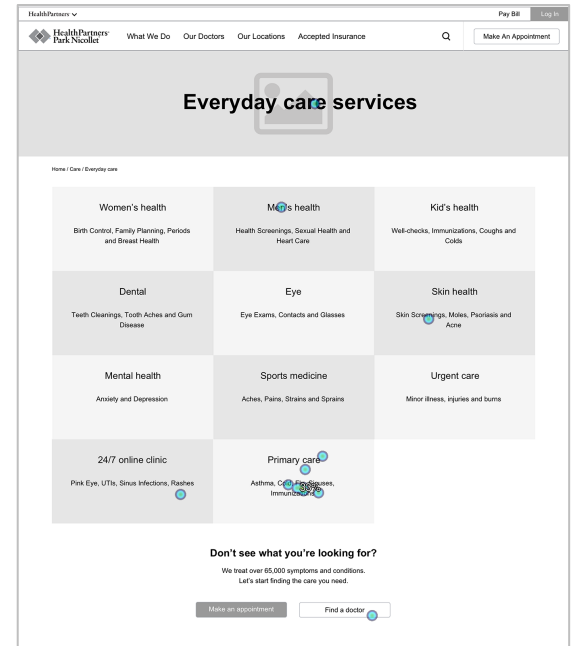 HealthPartners
Pay Bill
Log In
HealthPartners
Park Nicollet
What We Do
Our Doctors
Our Locations
Accepted Insurance
Make An Appointment
Everyday care services
Home / Care / Everyday care
Women's health
Birth Control, Family Planning, Periods
and Breast Health
Men's health
Health Screenings, Sexual Health and
Heart Care
Kid's health
Well-checks, Immunizations, Coughs and
Colds
Dental
Teeth Cleanings, Tooth Aches and Gum
Disease
Eye
Eye Exams, Contacts and Glasses
Skin health
Skin Screenings, Moles, Psoriasis and
Acne
Mental health
Anxiety and Depression
Sports medicine
Aches, Pains, Strains and Sprains
Urgent care
Minor illness, injuries and burns
24/7 online clinic
Pink Eye, UTIs, Sinus Infections, Rashes
Primary care
Asthma, Cold, Flu, Sinuses,
Immunizations
Don't see what you're looking for?
We treat over 65,000 symptoms and conditions.
Let's start finding the care you need.
Make an appointment
Find a doctor